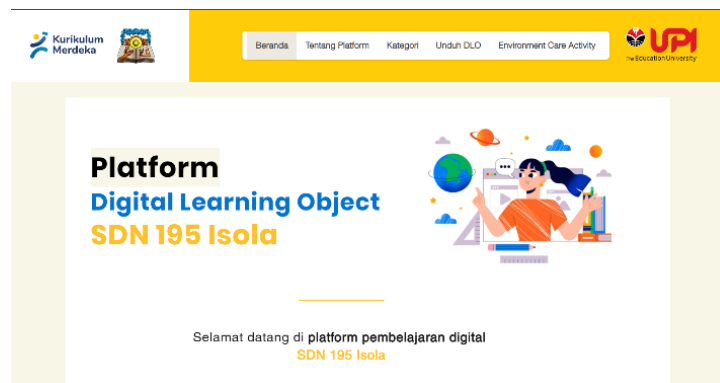 Kurikulum
Merdeka
Beranda Tentang Platform Kategori Unduh DLO Environment Care Activity
UPI
The Education University
Platform
Digital Learning Object
SDN 195 Isola
Selamat datang di platform pembelajaran digital
SDN 195 Isola